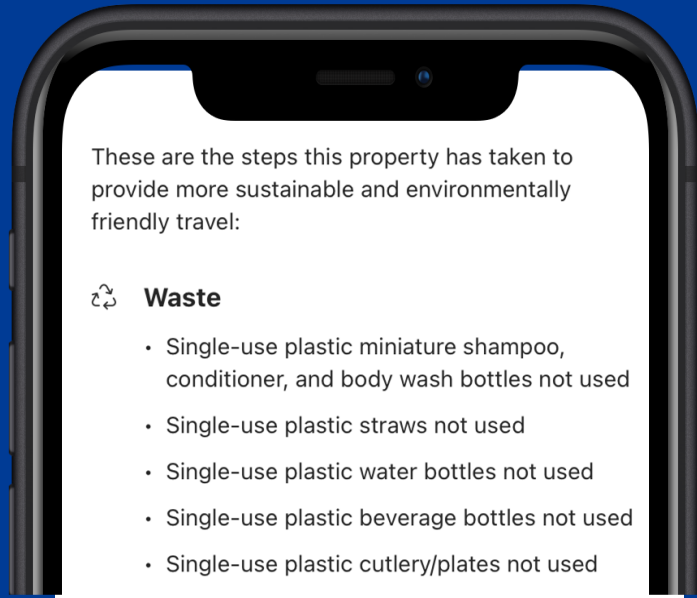 These are the steps this property has taken to
provide more sustainable and environmentally
friendly travel:
Waste
• Single-use plastic miniature shampoo,
conditioner, and body wash bottles not used
• Single-use plastic straws not used
• Single-use plastic water bottles not used
• Single-use plastic beverage bottles not used
• Single-use plastic cutlery/plates not used